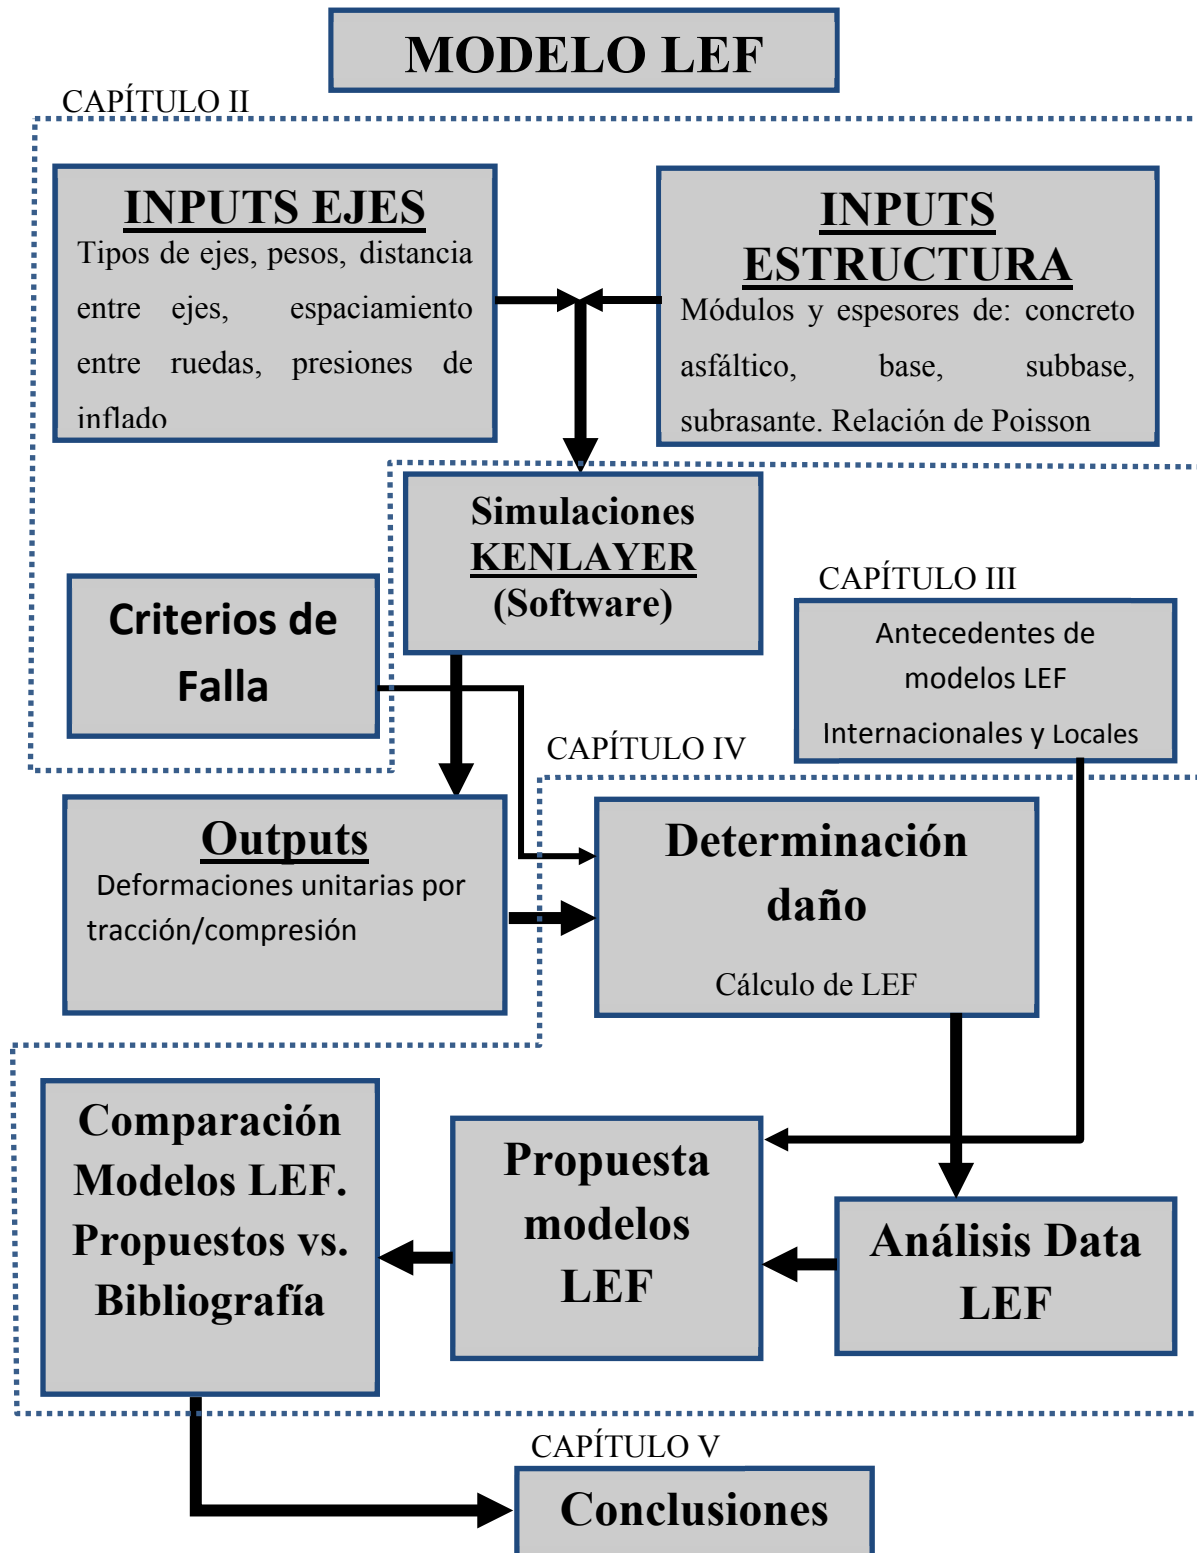 MODELO LEF
CAPÍTULO II
INPUTS EJES
Tipos de ejes, pesos, distancia
entre ejes, espaciamiento
entre ruedas, presiones de
inflado
INPUTS
ESTRUCTURA
Módulos y espesores de: concreto
asfáltico, base, subbase,
subrasante. Relación de Poisson
Simulaciones
KENLAYER
(Software)
Criterios de
Falla
CAPÍTULO III
Antecedentes de
modelos LEF
Internacionales y Locales
CAPÍTULO IV
Outputs
Deformaciones unitarias por
tracción/compresión
Determinación
daño
Cálculo de LEF
Comparación
Modelos LEF.
Propuestos vs.
Bibliografía
Propuesta
modelos
LEF
Análisis Data
LEF
CAPÍTULO V
Conclusiones